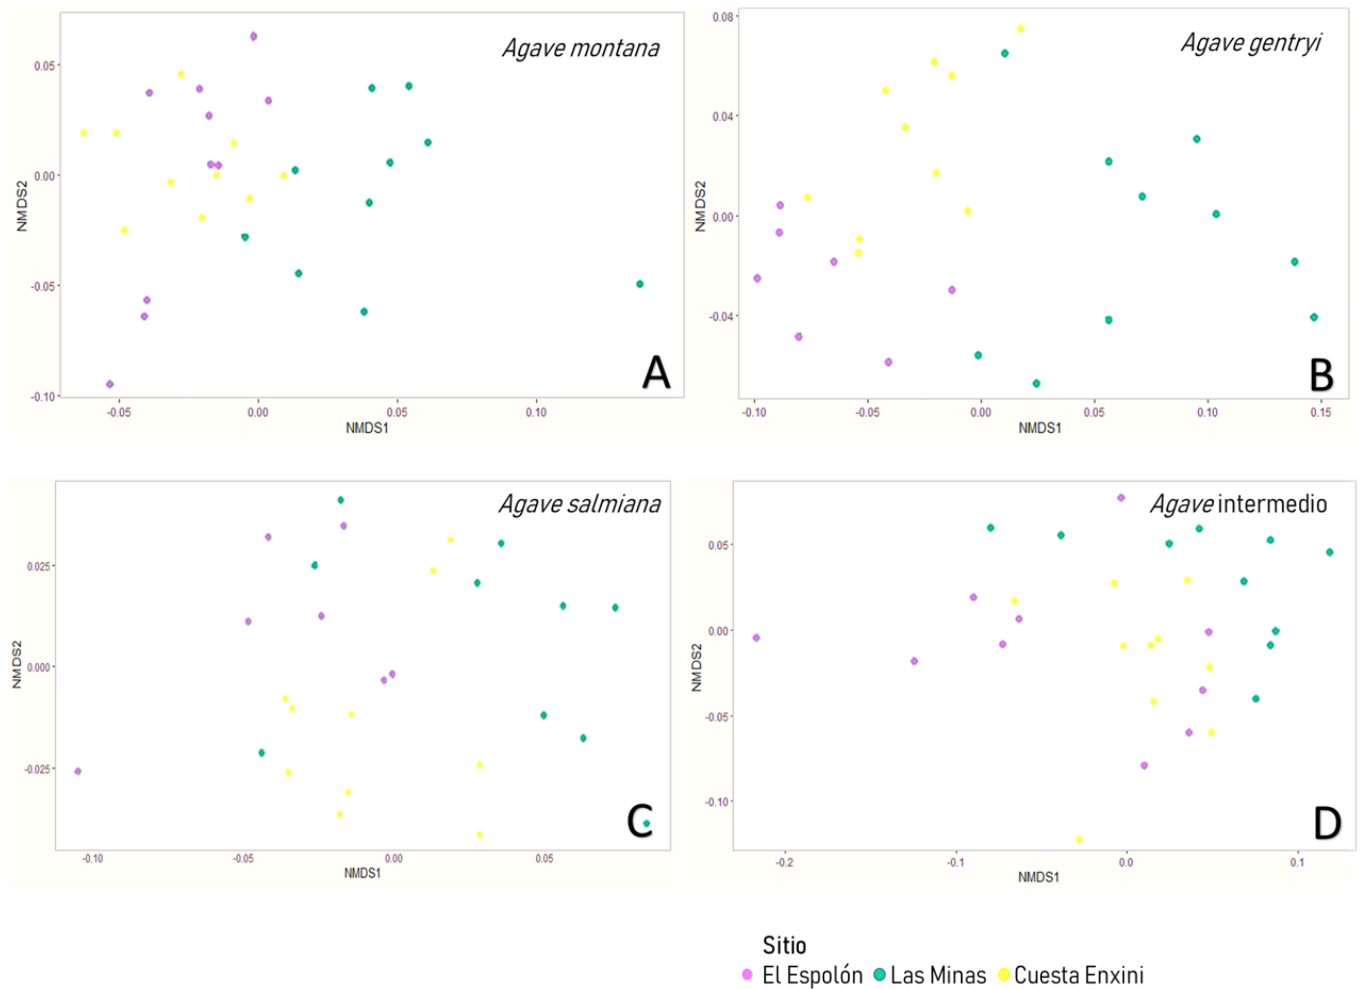 Agave montana
0.05
0.00
-0.05
-0.10
NMDS2
-0.05
0.00
0.05
0.10
NMDS1
A
Agave gentryi
0.08
0.04
0.00
-0.04
NMDS2
-0.10
-0.05
0.00
0.05
0.10
0.15
NMDS1
B
Agave salmiana
0.025
0.000
-0.025
NMDS2
-0.10
-0.05
0.00
0.05
NMDS1
C
Agave intermedio
0.05
0.00
-0.05
-0.10
NMDS2
-0.2
-0.1
0.0
0.1
NMDS1
D
Sitio
El Espolón Las Minas Cuesta Enxini